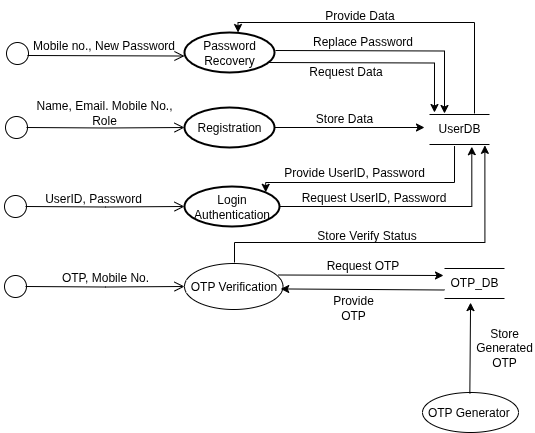 Provide Data
Mobile no., New Password
Password
Recovery
Replace Password
Request Data
Name, Email. Mobile No.,
Role
Registration
Store Data
UserDB
Provide UserID, Password
UserID, Password
Login
Authentication
Request UserID, Password
Store Verify Status
OTP, Mobile No.
OTP Verification
Request OTP
OTP_DB
Provide
OTP
Store
Generated
OTP
OTP Generator